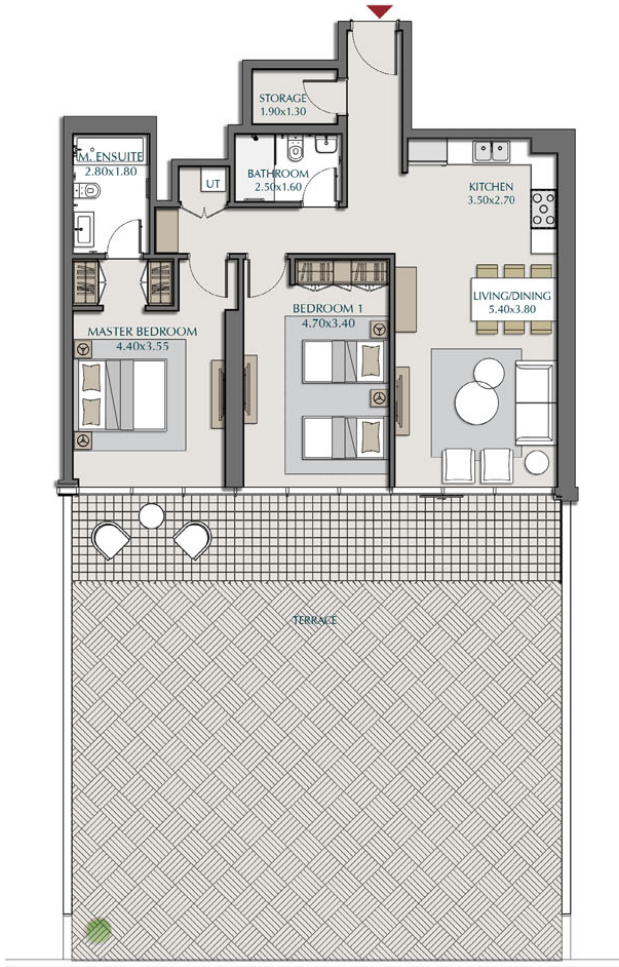 STORAGE
1.90x1.30
M. ENSUITE
2.80x1.80
UT
BATHROOM
2.50x1.60
KITCHEN
3.50x2.70
LIVING/DINING
5.40x3.80
BEDROOM 1
4.70x3.40
MASTER BEDROOM
4.40x3.55
TERRACE